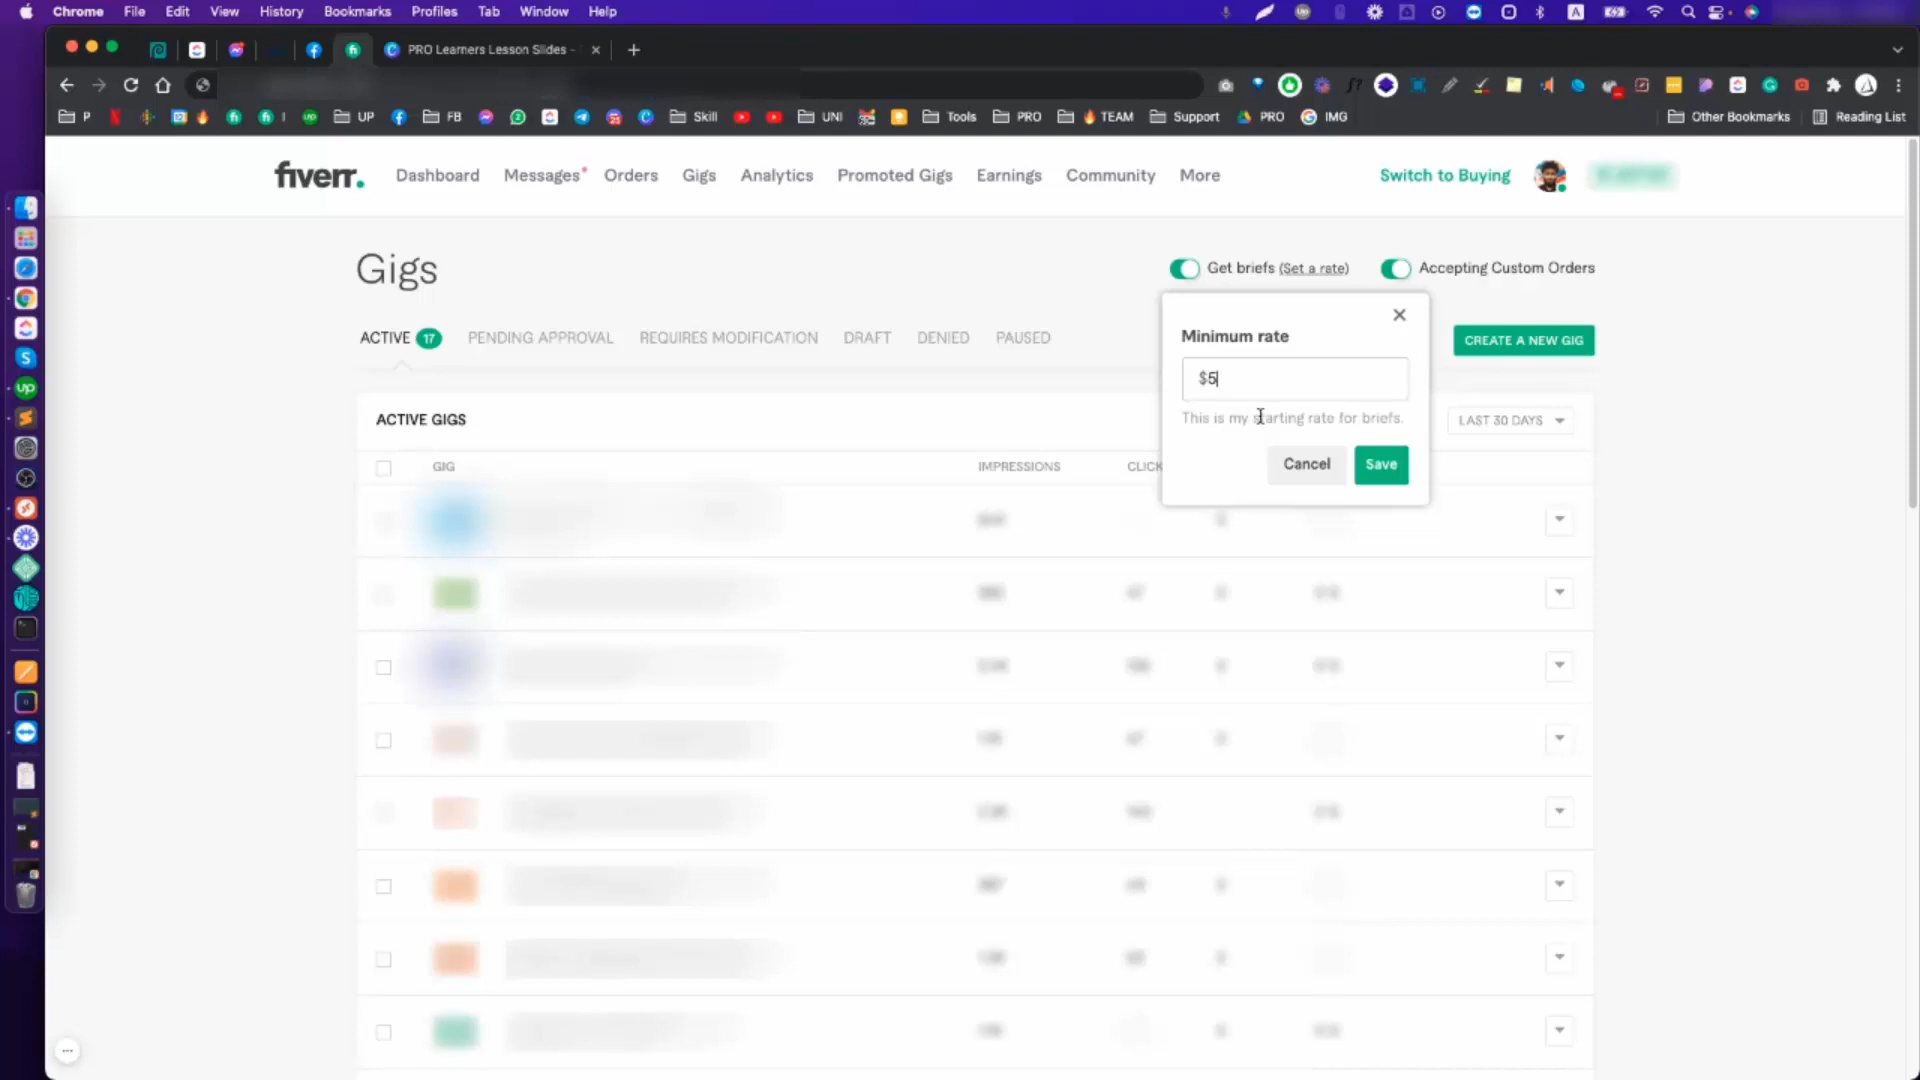 Chrome File Edit View History Bookmarks Profiles Tab Window Help
PRO Learners Lesson Slides -
P UP FB Skill UNI Tools PRO TEAM Support PRO IMG Other Bookmarks Reading List
fiverr. Dashboard Messages Orders Gigs Analytics Promoted Gigs Earnings Community More Switch to Buying
Gigs
Get briefs (Set a rate) Accepting Custom Orders
ACTIVE 17 PENDING APPROVAL REQUIRES MODIFICATION DRAFT DENIED PAUSED
CREATE A NEW GIG
Minimum rate
$5
This is my starting rate for briefs.
Cancel Save
ACTIVE GIGS
LAST 30 DAYS
GIG IMPRESSIONS CLICK